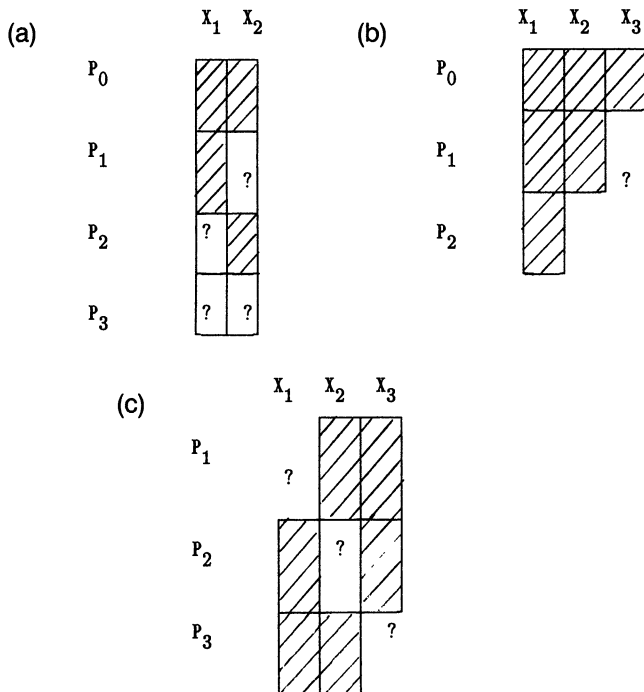 (a)
X1 X2
P0
P1 ?
P2 ?
P3 ? ?
(b)
X1 X2 X3
P0
P1 ?
P2
(c)
X1 X2 X3
P1 ?
P2 ?
P3 ?